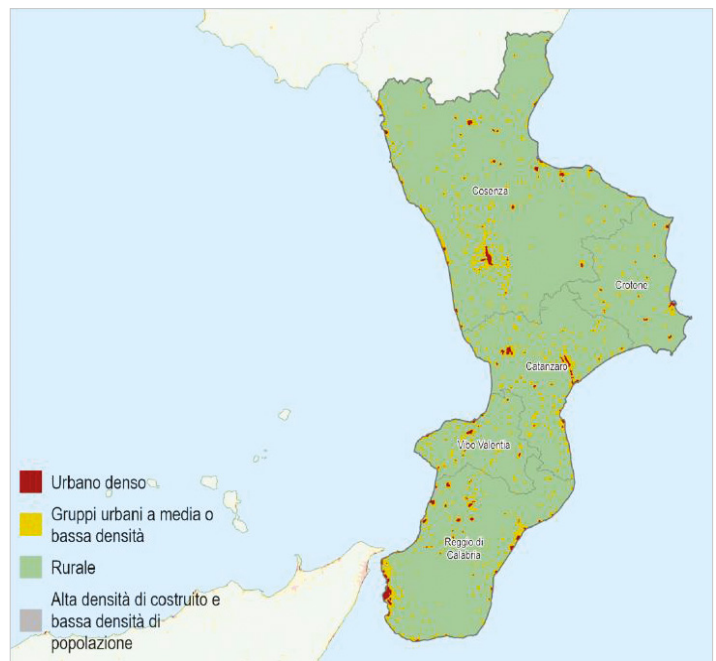 Cosenza
Crotone
Catanzaro
Vibo Valentia
Reggio di
Calabria
Urbano denso
Gruppi urbani a media o
bassa densità
Rurale
Alta densità di costruito e
bassa densità di
popolazione